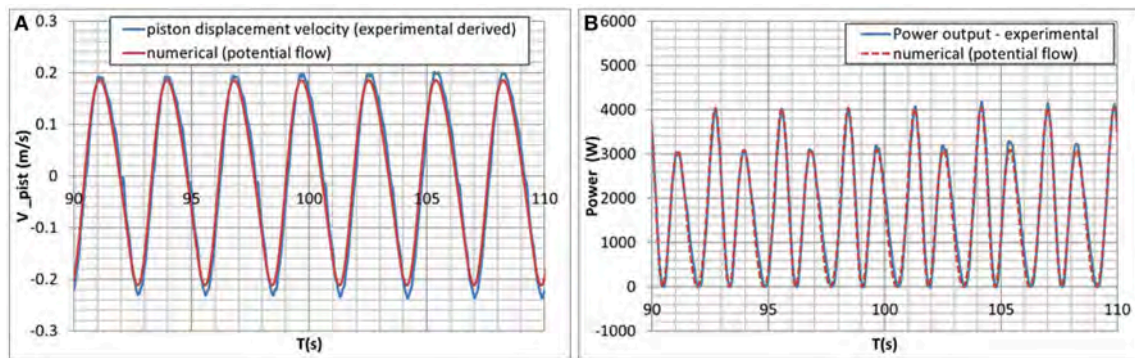 A
piston displacement velocity (experimental derived)
numerical (potential flow)
0.3
0.2
0.1
0
-0.1
-0.2
-0.3
V_pist (m/s)
90
95
100
105
110
T(s)
B
Power output - experimental
numerical (potential flow)
6000
5000
4000
3000
2000
1000
0
-1000
Power (W)
90
95
100
105
110
T(s)